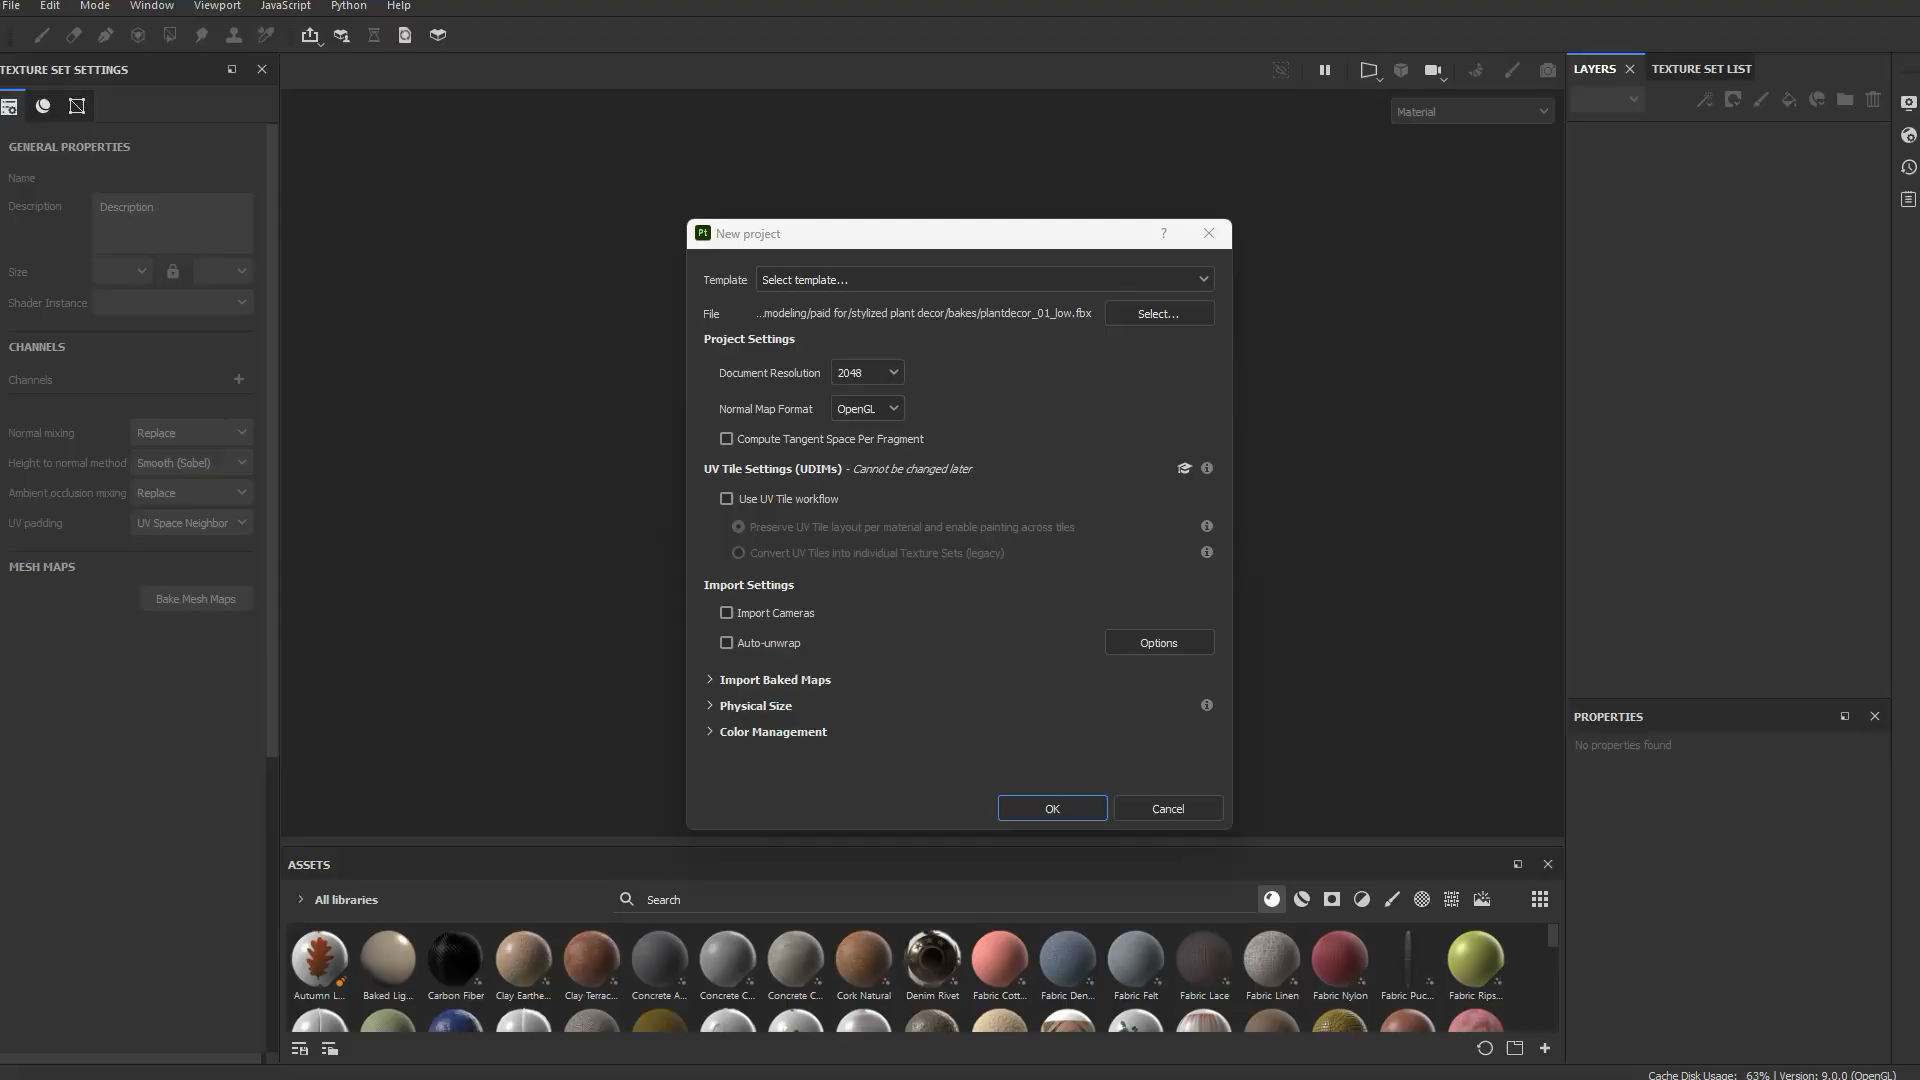 File Edit Mode Window Viewport JavaScript Python Help
TEXTURE SET SETTINGS
GENERAL PROPERTIES
Name
Description Description
Size
Shader Instance
CHANNELS
Channels
Normal mixing Replace
Height to normal method Smooth (Sobel)
Ambient occlusion mixing Replace
UV padding UV Space Neighbor
MESH MAPS
Bake Mesh Maps
Material
Pt New project ?
Template Select template...
File ...modeling/paid for/stylized plant decor/bakes/plantdecor_01_low.fbx Select...
Project Settings
Document Resolution 2048
Normal Map Format OpenGL
Compute Tangent Space Per Fragment
UV Tile Settings (UDIMs) - Cannot be changed later
Use UV Tile workflow
Preserve UV Tile layout per material and enable painting across tiles
Convert UV Tiles into individual Texture Sets (legacy)
Import Settings
Import Cameras
Auto-unwrap Options
Import Baked Maps
Physical Size
Color Management
OK Cancel
LAYERS TEXTURE SET LIST
PROPERTIES
No properties found
ASSETS
All libraries Search
Autumn L... Baked Lig... Carbon Fiber Clay Earthe... Clay Terrac... Concrete A... Concrete C... Concrete C... Cork Natural Denim Rivet Fabric Cott... Fabric Den... Fabric Felt Fabric Lace Fabric Linen Fabric Nylon Fabric Puc... Fabric Rips...
Cache Disk Usage: 63% | Version: 9.0.0 (OpenGL)